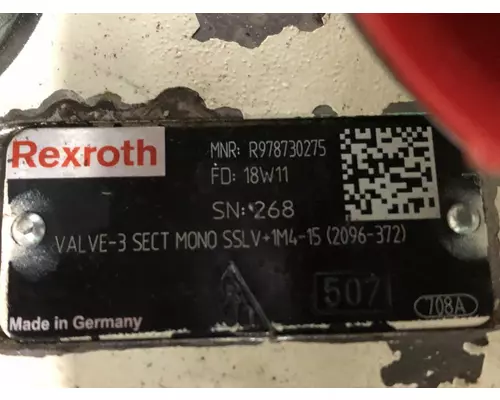 Rexroth
MNR: R978730275
FD: 18W11
SN: 268
VALVE-3 SECT MONO SSLV+1M4-15 (2096-372)
507
708A
Made in Germany